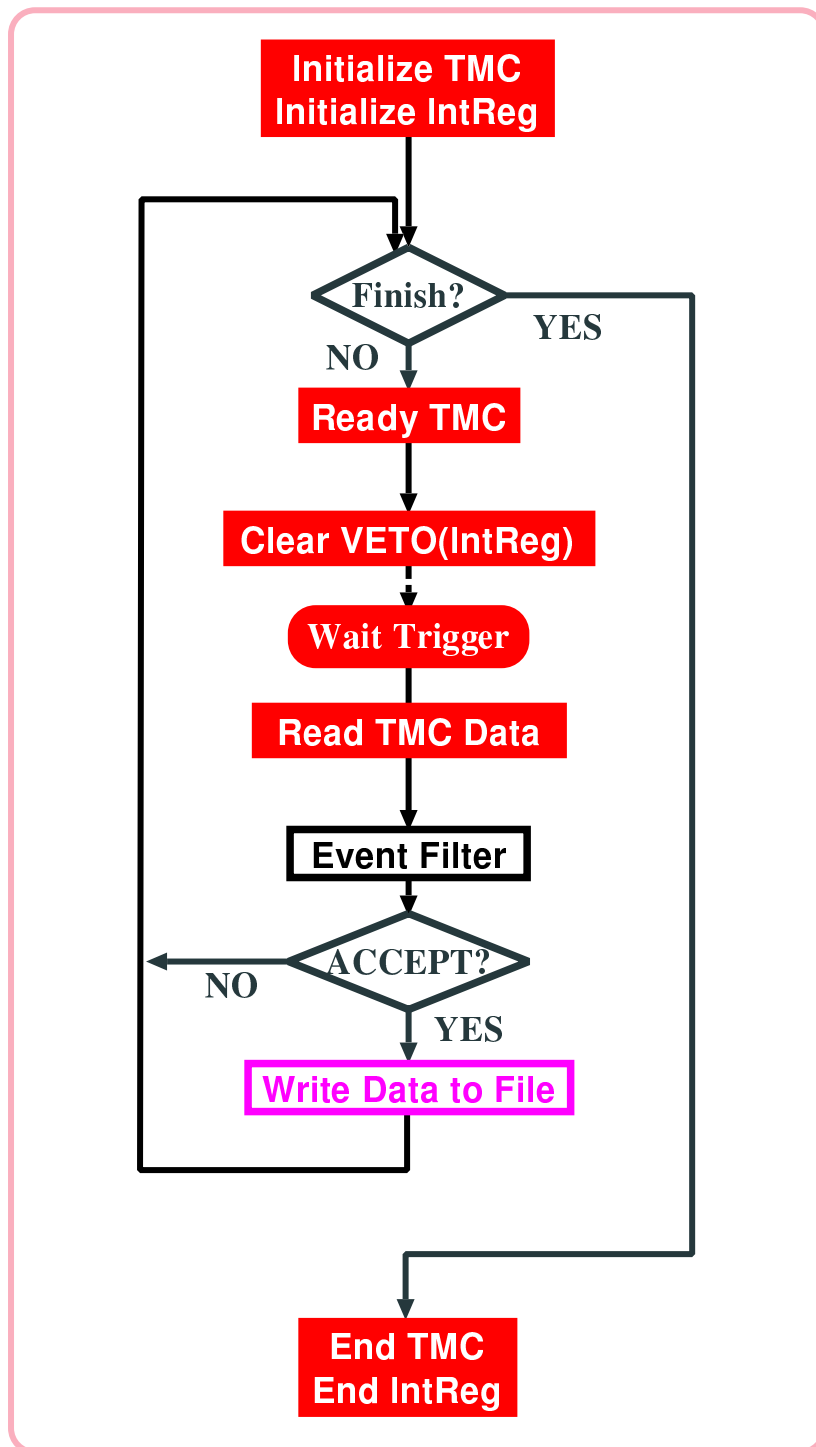 Initialize TMC
Initialize IntReg
Finish?
YES
NO
Ready TMC
Clear VETO(IntReg)
Wait Trigger
Read TMC Data
Event Filter
ACCEPT?
NO
YES
Write Data to File
End TMC
End IntReg